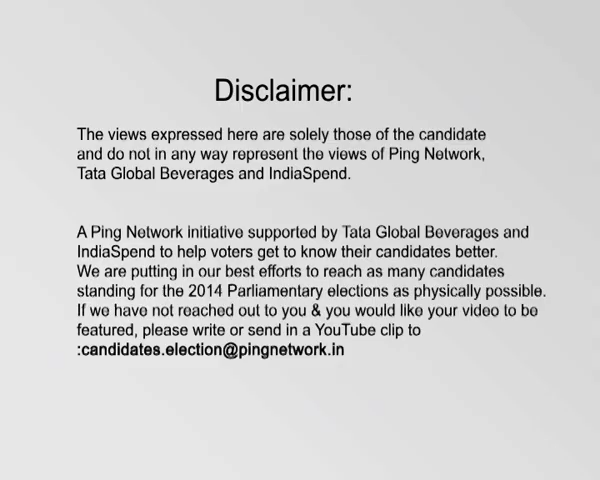 Disclaimer:
The views expressed here are solely those of the candidate
and do not in any way represent the views of Ping Network,
Tata Global Beverages and IndiaSpend.
A Ping Network initiative supported by Tata Global Beverages and
IndiaSpend to help voters get to know their candidates better.
We are putting in our best efforts to reach as many candidates
standing for the 2014 Parliamentary elections as physically possible.
If we have not reached out to you & you would like your video to be
featured, please write or send in a YouTube clip to
:candidates.election@pingnetwork.in